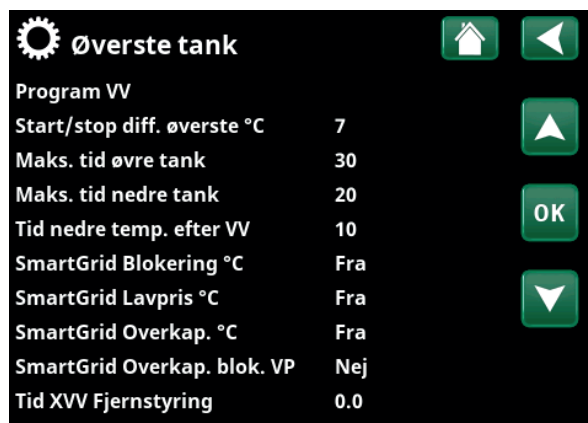 Øverste tank
Program VV
Start/stop diff. øverste °C 7
Maks. tid øvre tank 30
Maks. tid nedre tank 20
Tid nedre temp. efter VV 10
SmartGrid Blokering °C Fra
SmartGrid Lavpris °C Fra
SmartGrid Overkap. °C Fra
SmartGrid Overkap. blok. VP Nej
Tid XVV Fjernstyring 0.0
OK